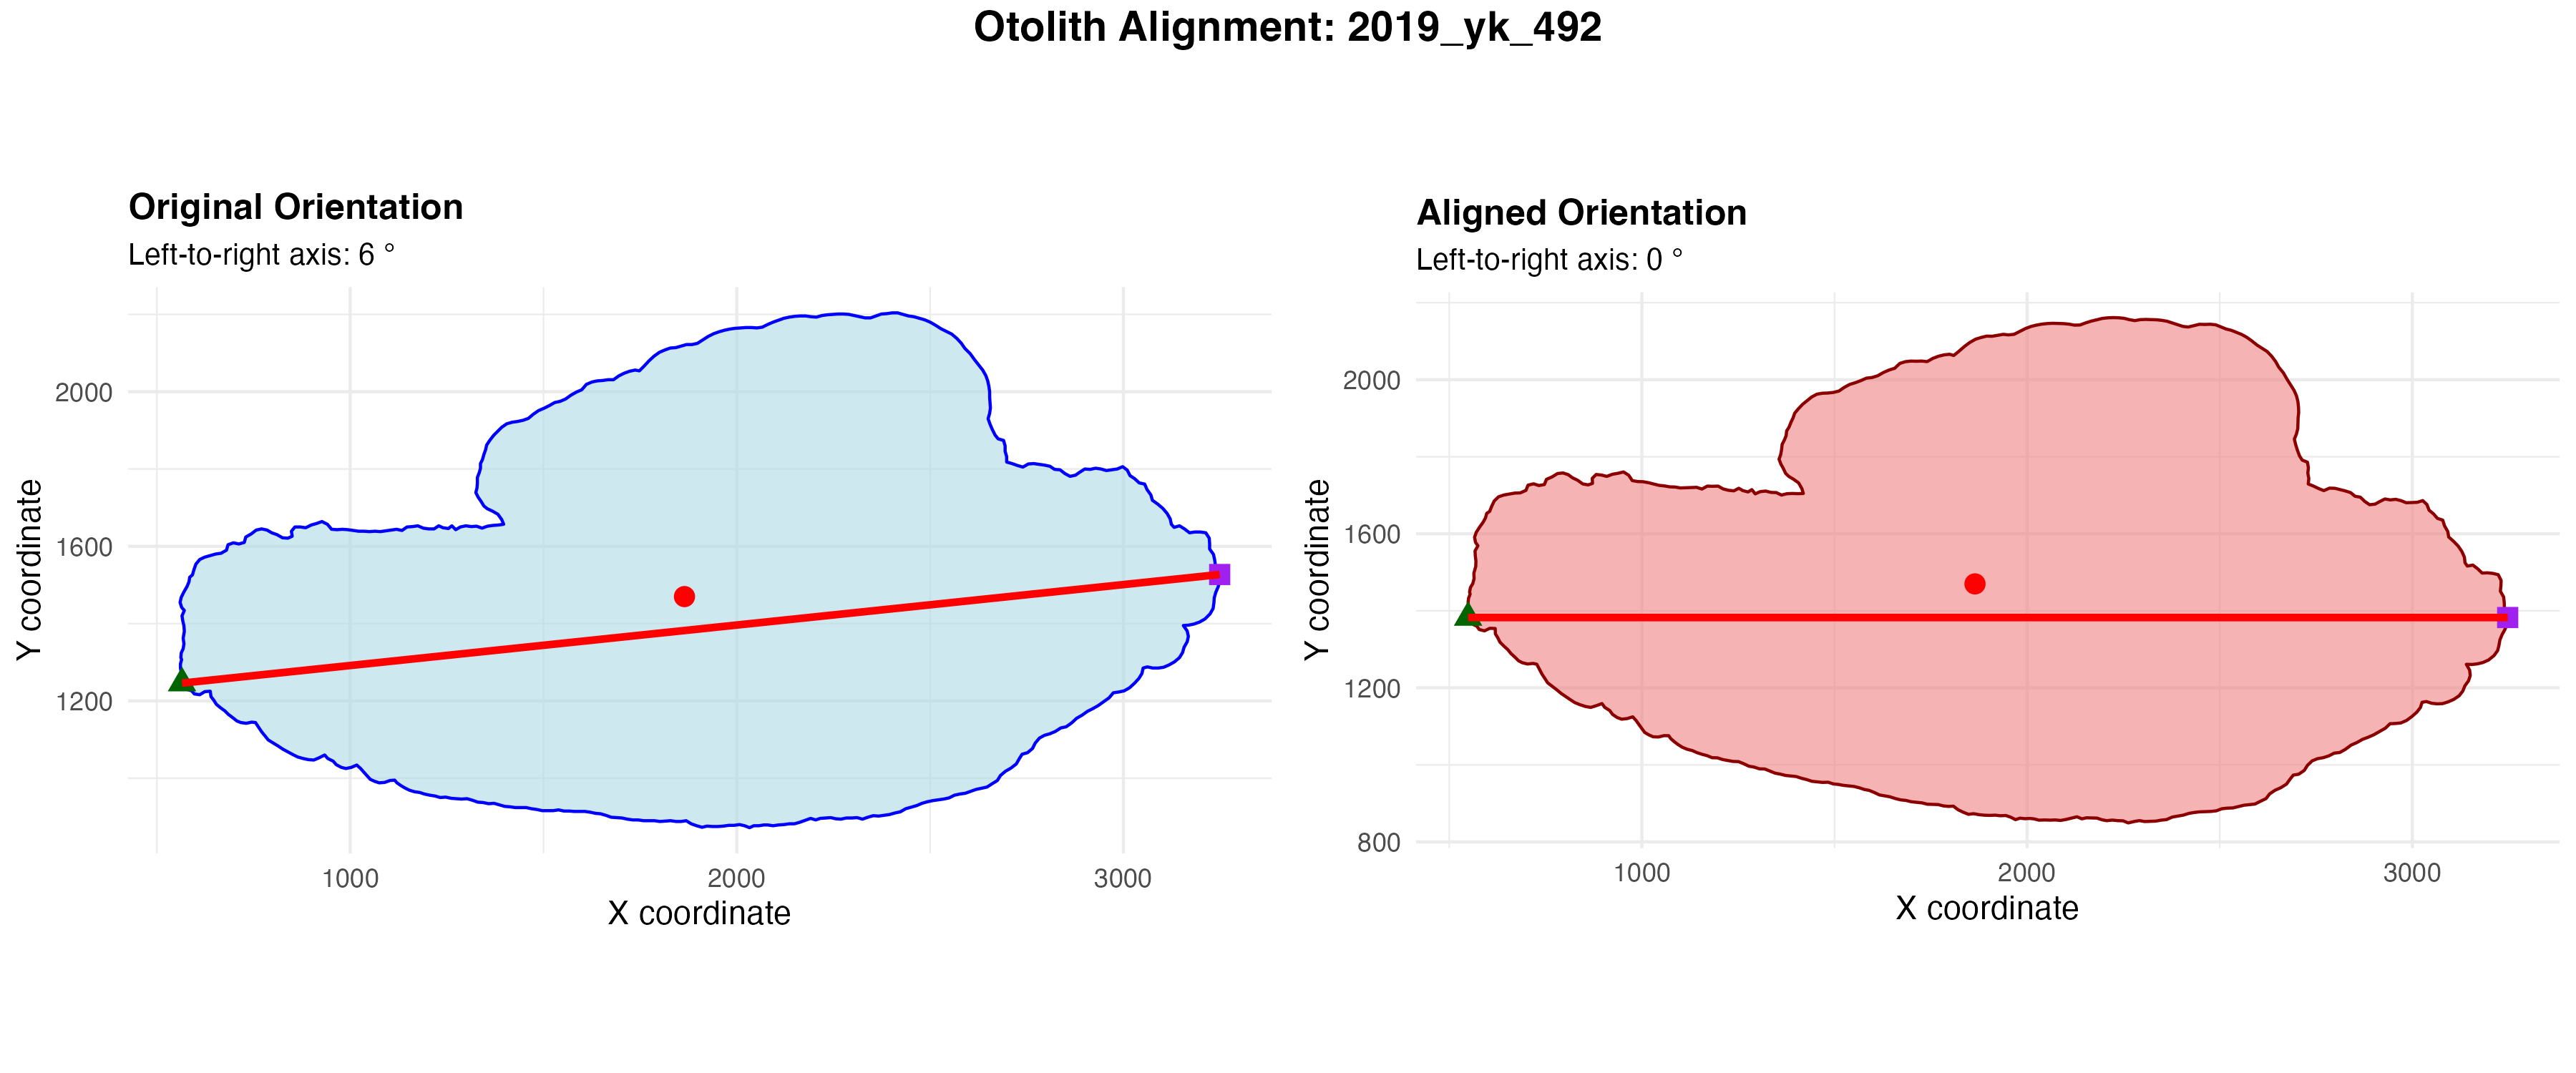 Otolith Alignment: 2019_yk_492
Original Orientation
Left-to-right axis: 6 °
Y coordinate
2000
1600
1200
1000
2000
3000
X coordinate
Aligned Orientation
Left-to-right axis: 0 °
Y coordinate
2000
1600
1200
800
1000
2000
3000
X coordinate